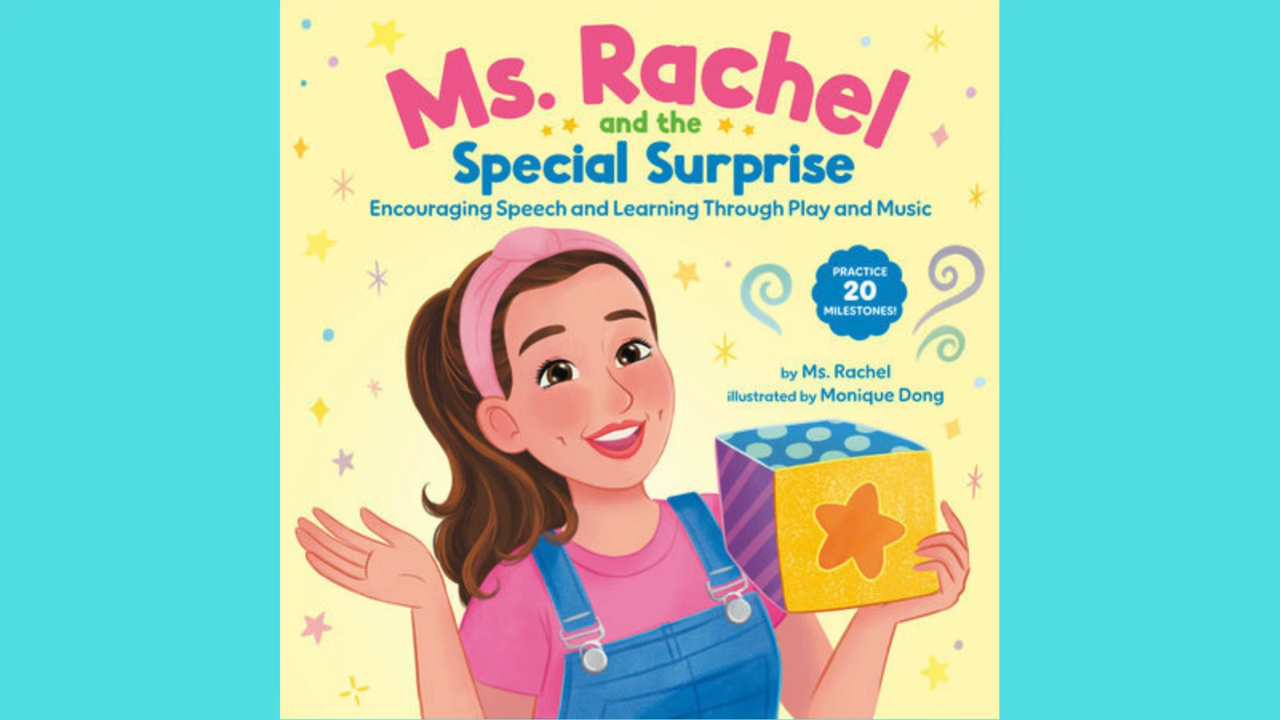 Ms. Rachel
and the
Special Surprise
Encouraging Speech and Learning Through Play and Music
PRACTICE
20
MILESTONES!
by Ms. Rachel
illustrated by Monique Dong